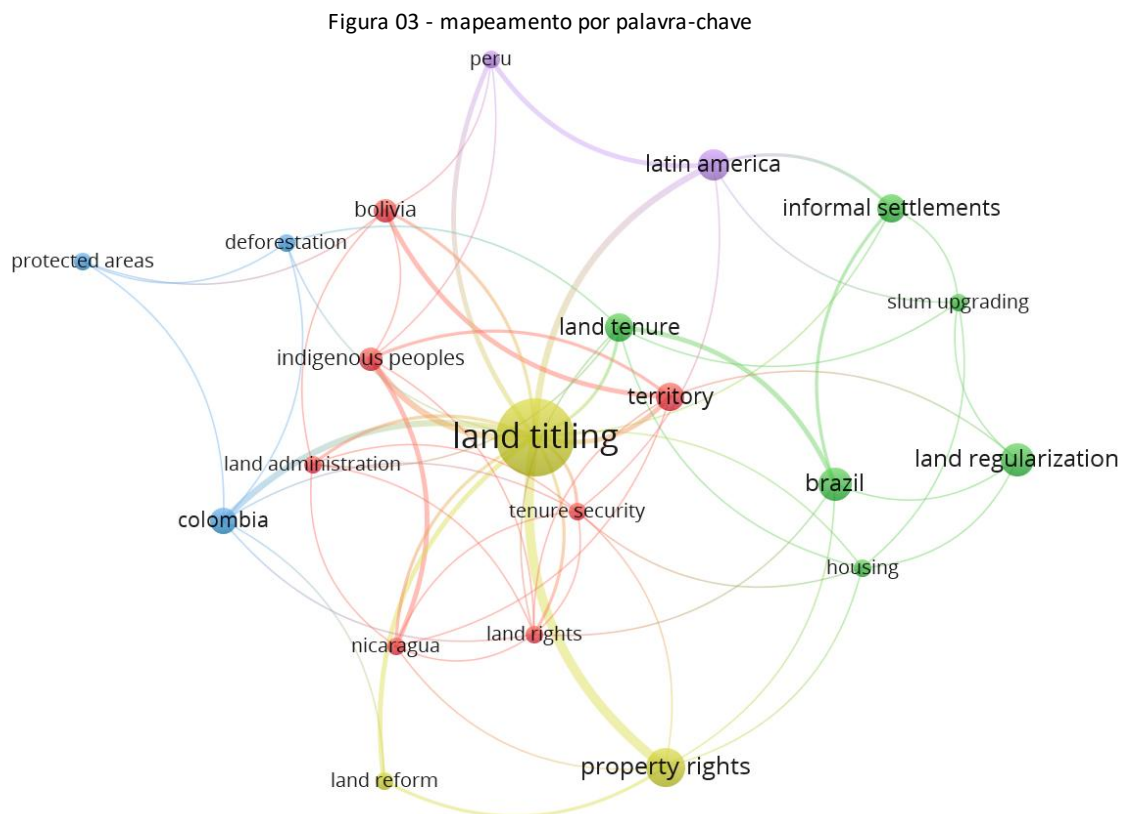 Figura 03 - mapeamento por palavra-chave
peru
latin america
informal settlements
bolivia
deforestation
protected areas
slum upgrading
land tenure
indigenous peoples
territory
land titling
land administration
land regularization
brazil
tenure security
colombia
housing
land rights
nicaragua
property rights
land reform